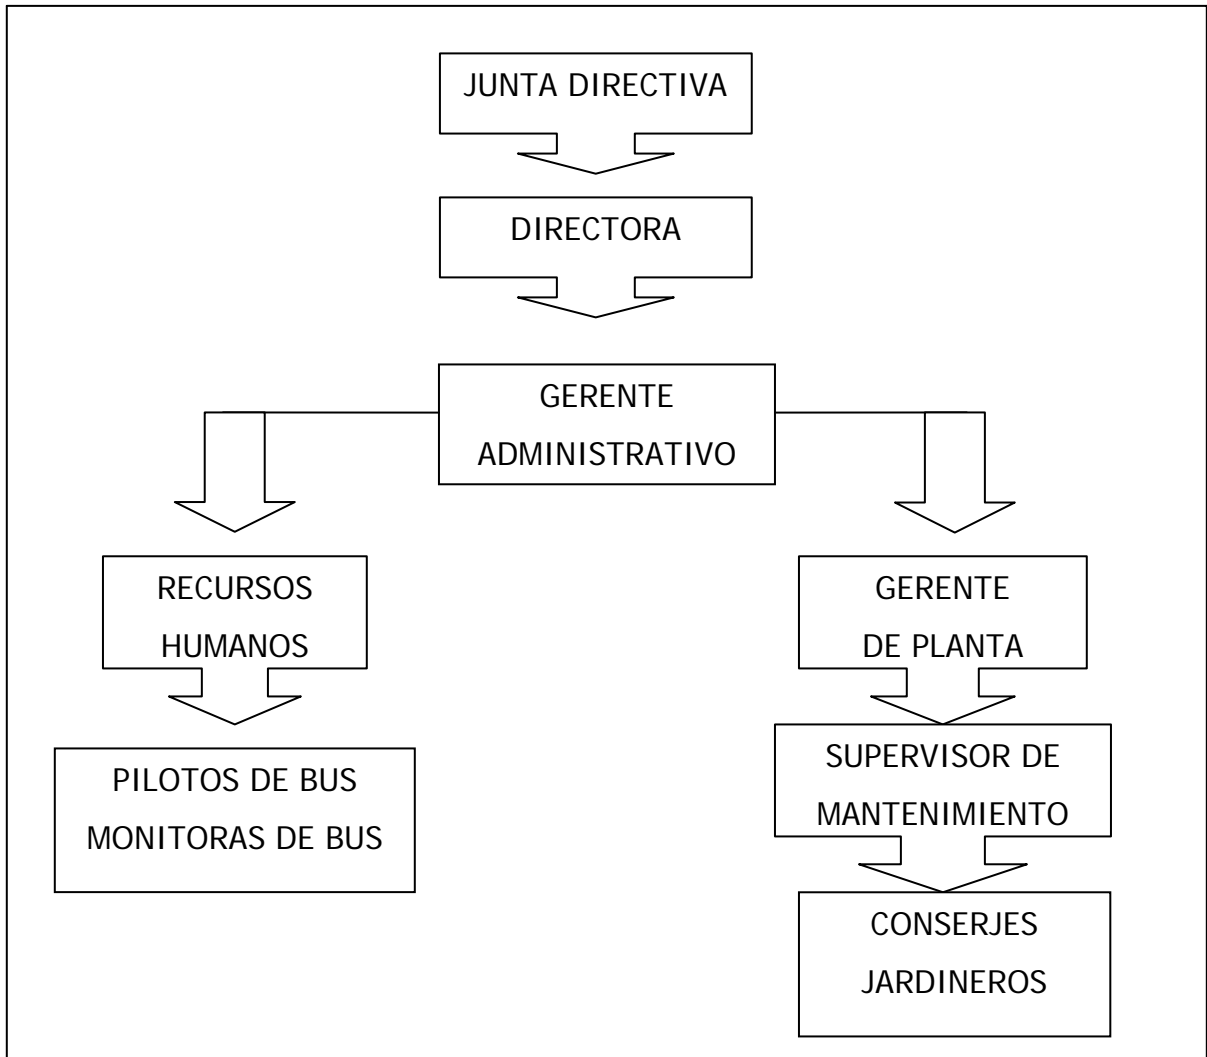 JUNTA DIRECTIVA
DIRECTORA
GERENTE
ADMINISTRATIVO
RECURSOS
HUMANOS
PILOTOS DE BUS
MONITORAS DE BUS
GERENTE
DE PLANTA
SUPERVISOR DE
MANTENIMIENTO
CONSERJES
JARDINEROS